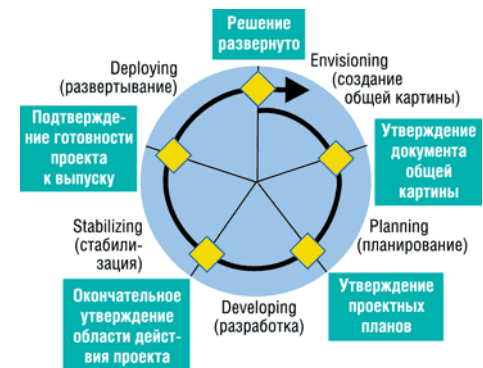 Решение
развернуто
Envisioning
(создание
общей картины)
Утверждение
документа
общей
картины
Planning
(планирование)
Утверждение
проектных
планов
Developing
(разработка)
Окончательное
утверждение
области дейст-
вия проекта
Stabilizing
(стабили-
зация)
Подтвержде-
ние готовности
проекта
к выпуску
Deploying
(развертывание)